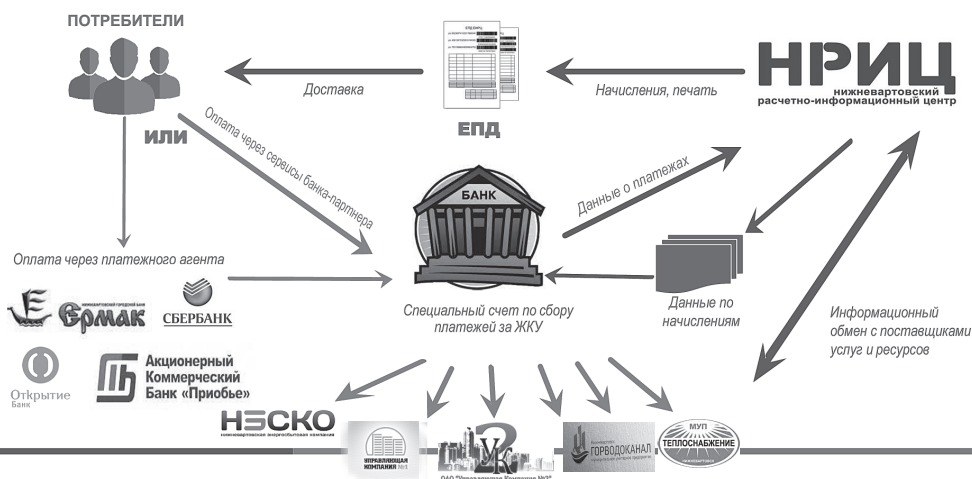 ПОТРЕБИТЕЛИ
ИЛИ
Доставка
ЕПД
Начисления, печать
НРИЦ
нижневартовский
расчетно-информационный центр
Оплата через сервисы банка-партнера
БАНК
Данные о платежах
Оплата через платежного агента
НИЖНЕВАРТОВСКИЙ ГОРОДСКОЙ БАНК
Ермак
СБЕРБАНК
Специальный счет по сбору
платежей за ЖКУ
Данные по
начислениям
Информационный
обмен с поставщиками
услуг и ресурсов
Открытие
Банк
Акционерный
Коммерческий
Банк «Приобье»
НЭСКО
нижневартовская энергосбытовая компания
УПРАВЛЯЮЩАЯ
КОМПАНИЯ №1
УК 2
ОАО "Управляющая Компания №2"
ГОРВОДОКАНАЛ
МУП
ТЕПЛОСНАБЖЕНИЕ
НИЖНЕВАРТОВСК